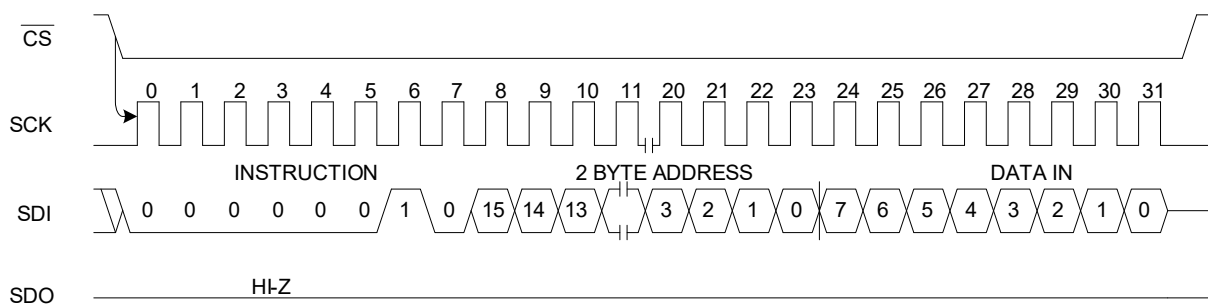 CS
0 1 2 3 4 5 6 7 8 9 10 11 20 21 22 23 24 25 26 27 28 29 30 31
SCK
INSTRUCTION 2 BYTE ADDRESS DATA IN
SDI 0 0 0 0 0 0 1 0 15 14 13 3 2 1 0 7 6 5 4 3 2 1 0
HI-Z
SDO